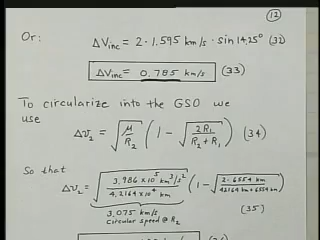 12
Or: ΔV_inc = 2 · 1.595 km/s · sin 14.25° (32)
ΔV_inc = 0.785 km/s (33)
To circularize into the GSO we
use
Δv₂ = √(μ/R₂) (1 - √(2R₁/(R₂+R₁))) (34)
So that
Δv₂ = √(3.986 x 10⁵ km³/s² / 4.2164 x 10⁴ km) (1 - √(2·6554 km / (42164 km + 6554 km)))
3.075 km/s (35)
Circular speed @ R₂